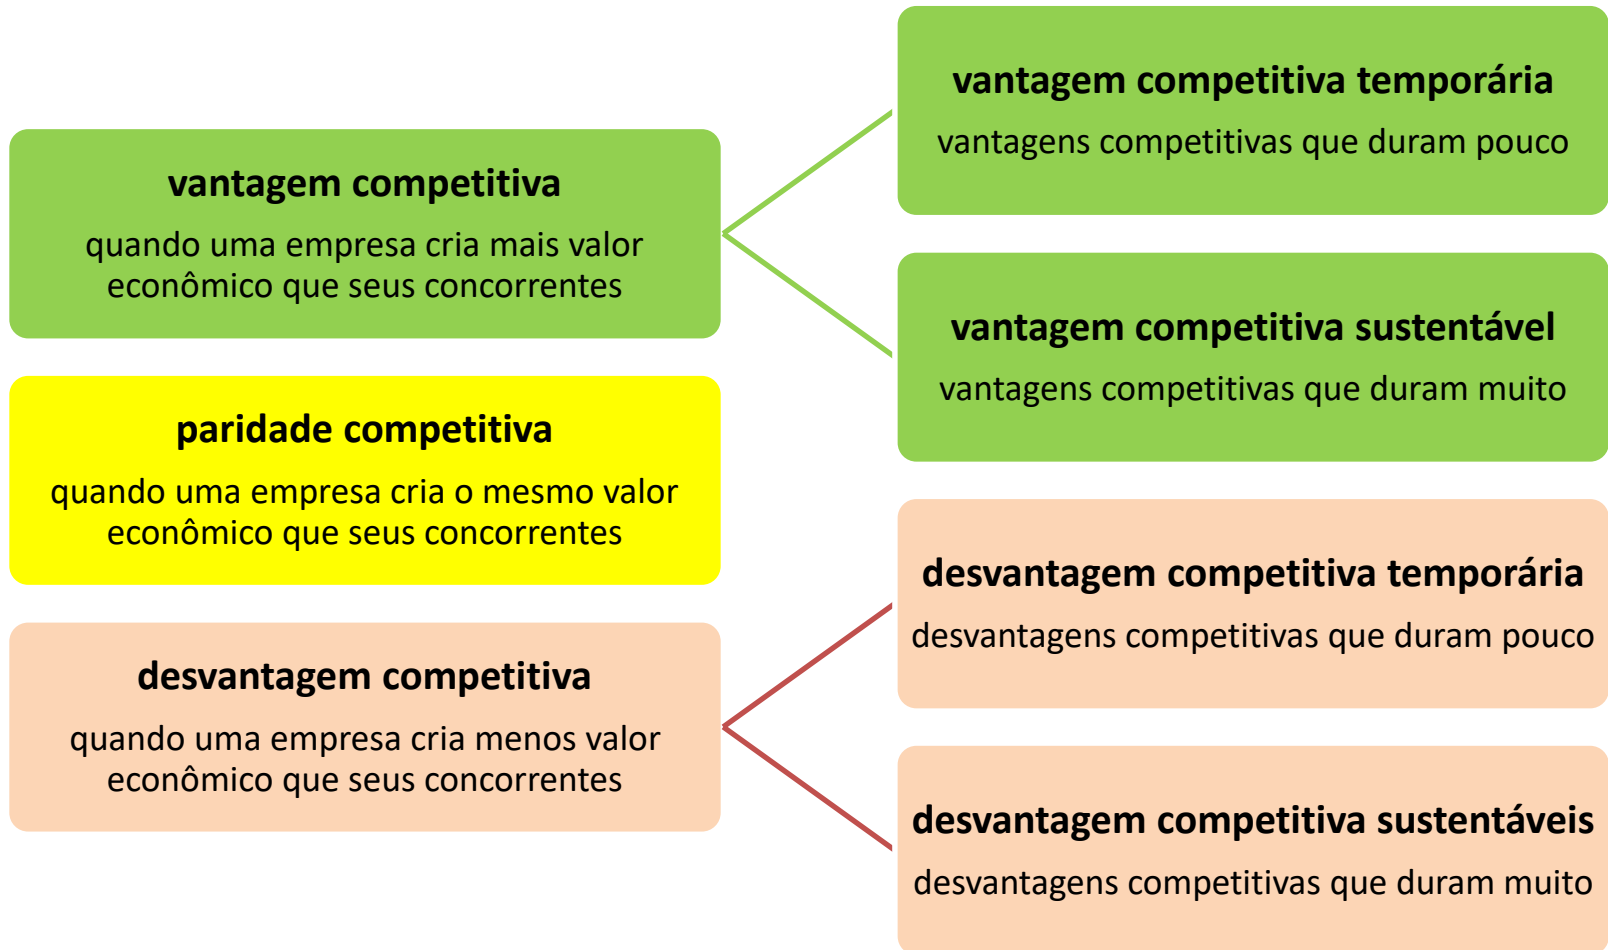 vantagem competitiva
quando uma empresa cria mais valor
econômico que seus concorrentes
vantagem competitiva temporária
vantagens competitivas que duram pouco
vantagem competitiva sustentável
vantagens competitivas que duram muito
paridade competitiva
quando uma empresa cria o mesmo valor
econômico que seus concorrentes
desvantagem competitiva
quando uma empresa cria menos valor
econômico que seus concorrentes
desvantagem competitiva temporária
desvantagens competitivas que duram pouco
desvantagem competitiva sustentáveis
desvantagens competitivas que duram muito